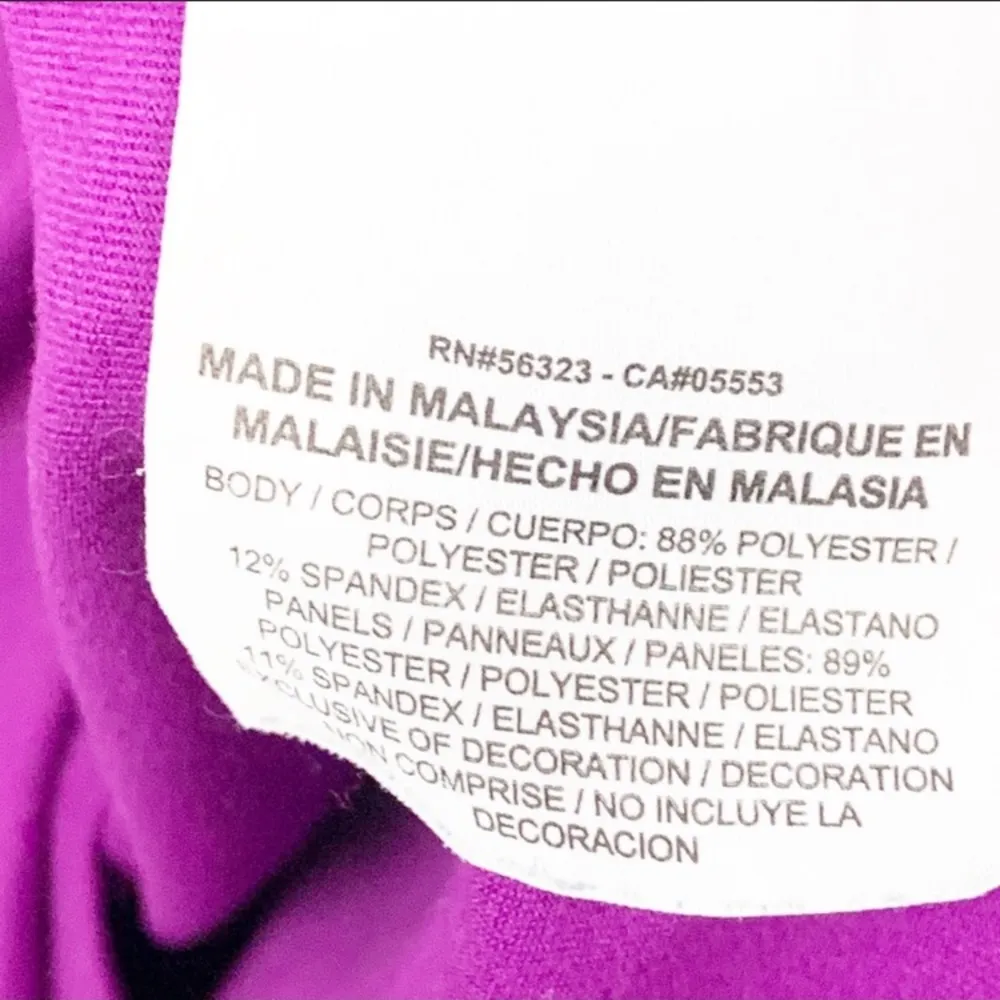 RN#56323 - CA#05553
MADE IN MALAYSIA/FABRIQUE EN
MALAISIE/HECHO EN MALASIA
BODY / CORPS / CUERPO: 88% POLYESTER /
POLYESTER / POLIESTER
12% SPANDEX / ELASTHANNE / ELASTANO
PANELS / PANNEAUX / PANELES: 89%
POLYESTER / POLYESTER / POLIESTER
11% SPANDEX / ELASTHANNE / ELASTANO
EXCLUSIVE OF DECORATION / DECORATION
NON COMPRISE / NO INCLUYE LA
DECORACION